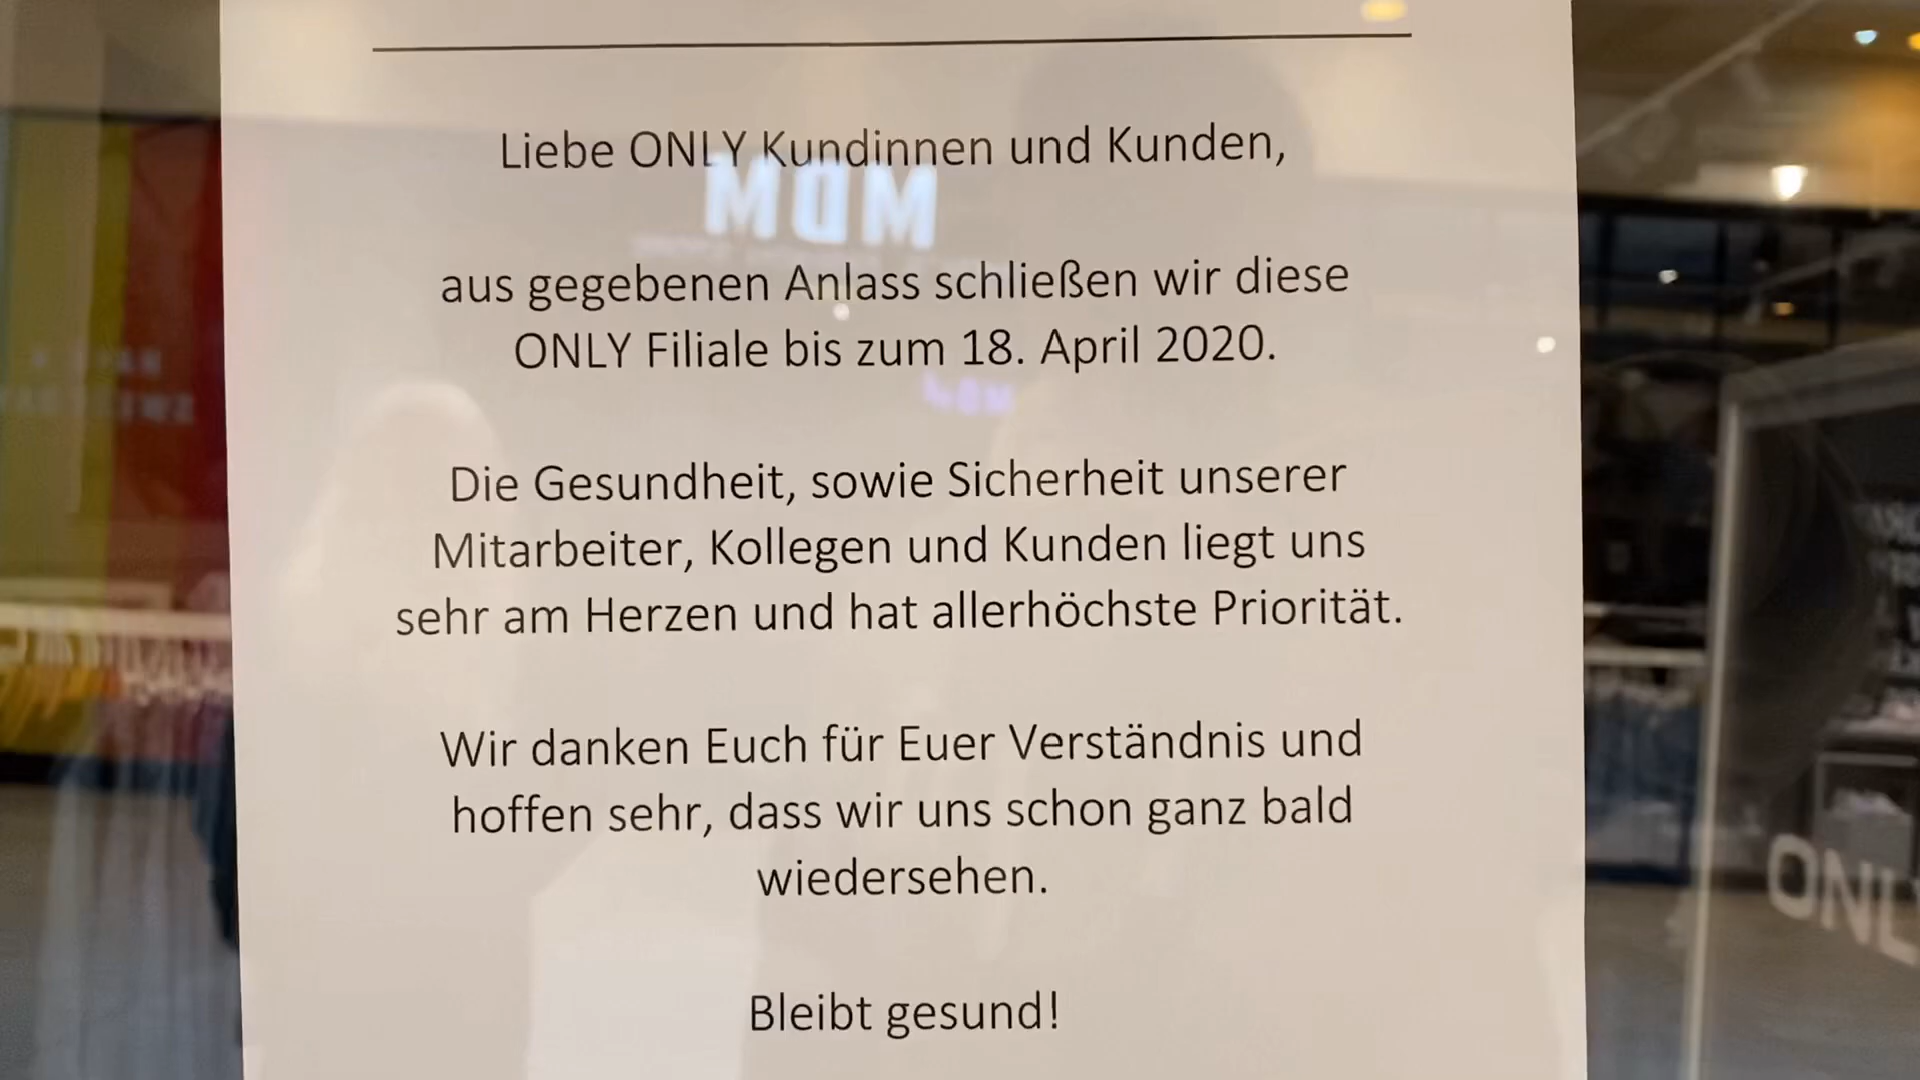 Liebe ONLY Kundinnen und Kunden,
aus gegebenen Anlass schließen wir diese
ONLY Filiale bis zum 18. April 2020.
Die Gesundheit, sowie Sicherheit unserer
Mitarbeiter, Kollegen und Kunden liegt uns
sehr am Herzen und hat allerhöchste Priorität.
Wir danken Euch für Euer Verständnis und
hoffen sehr, dass wir uns schon ganz bald
wiedersehen.
Bleibt gesund!